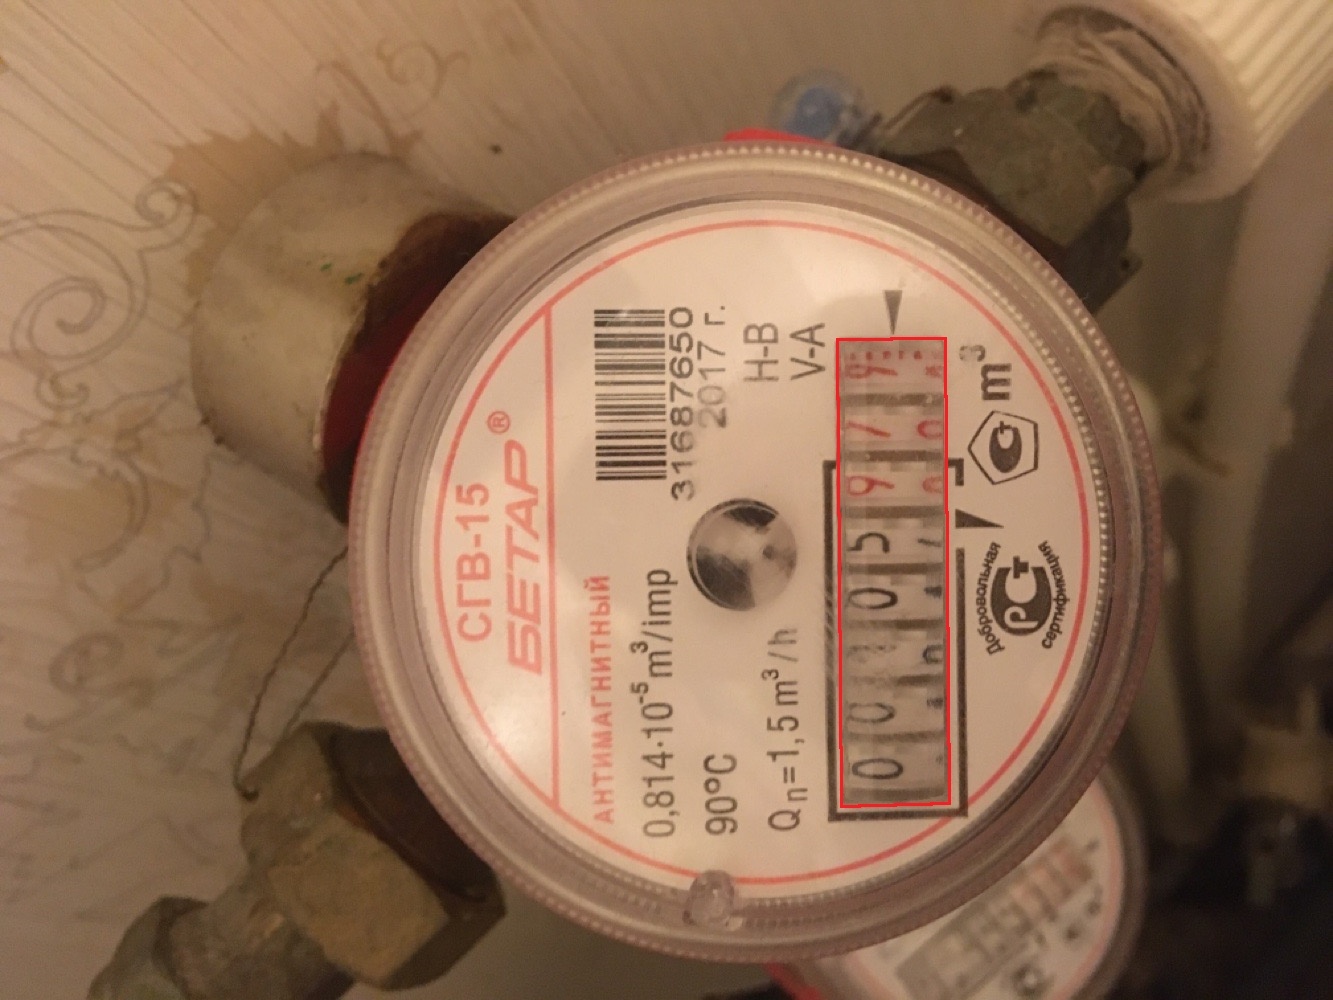 СГВ-15
БЕТАР®
АНТИМАГНИТНЫЙ
0,814·10⁻⁵ m³/imp
90°C
Qn=1,5 m³/h
31687650
2017 г.
H-B
V-A
m³
Ст
Добровольная
РСт
сертификация